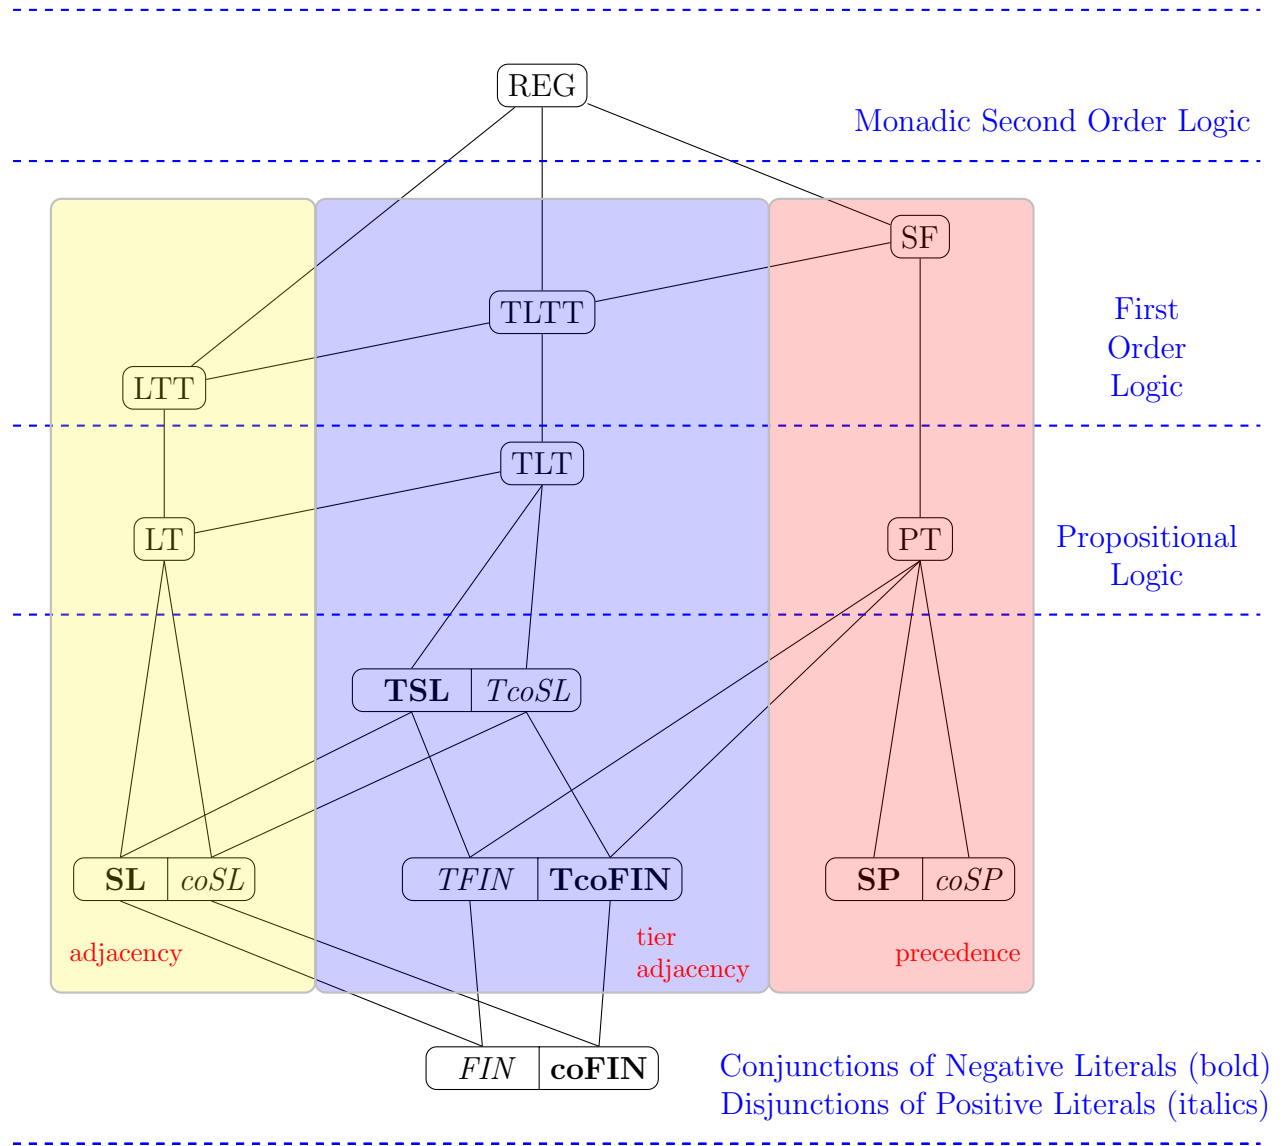 REG
Monadic Second Order Logic
SF
First
Order
Logic
TLTT
LTT
TLT
LT
PT
Propositional
Logic
TSL TcoSL
SL coSL
TFIN TcoFIN
SP coSP
adjacency
tier
adjacency
precedence
FIN coFIN
Conjunctions of Negative Literals (bold)
Disjunctions of Positive Literals (italics)